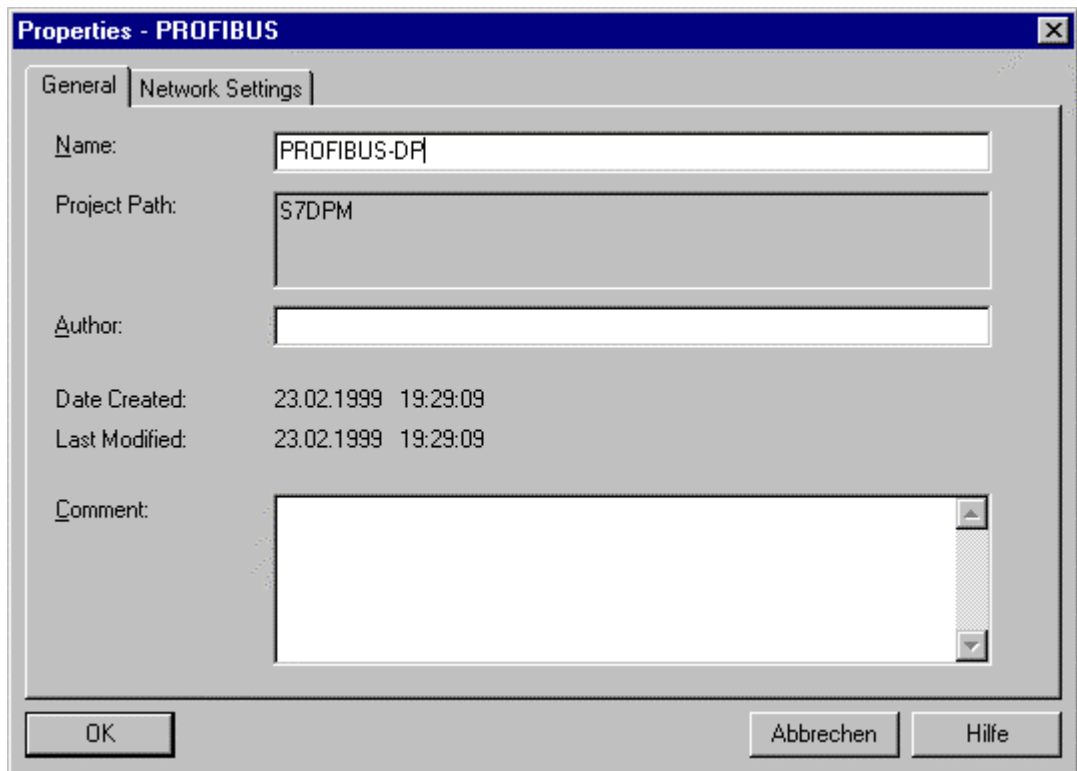 Properties - PROFIBUS
General Network Settings
Name: PROFIBUS-DP
Project Path: S7DPM
Author:
Date Created: 23.02.1999 19:29:09
Last Modified: 23.02.1999 19:29:09
Comment:
OK Abbrechen Hilfe